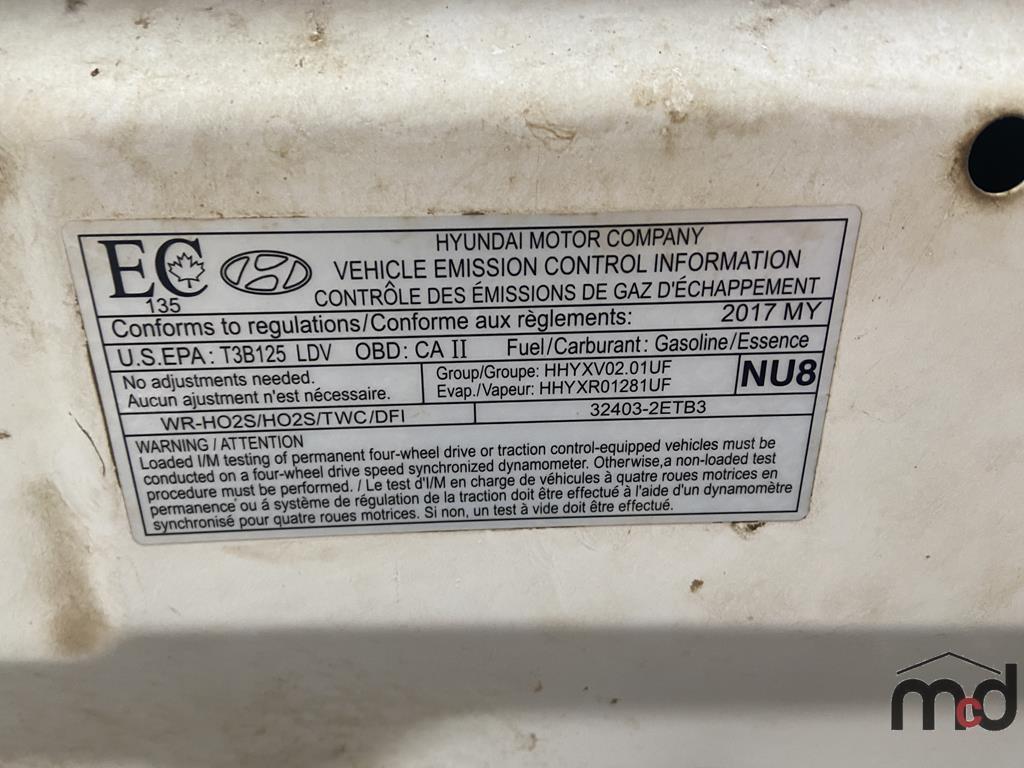 EC
135
HYUNDAI MOTOR COMPANY
VEHICLE EMISSION CONTROL INFORMATION
CONTRÔLE DES ÉMISSIONS DE GAZ D'ÉCHAPPEMENT
Conforms to regulations/Conforme aux règlements: 2017 MY
U.S.EPA: T3B125 LDV OBD: CA II Fuel/Carburant: Gasoline/Essence
No adjustments needed.
Aucun ajustment n'est nécessaire.
Group/Groupe: HHYXV02.01UF
Evap./Vapeur: HHYXR01281UF
NU8
WR-HO2S/HO2S/TWC/DFI
32403-2ETB3
WARNING / ATTENTION
Loaded I/M testing of permanent four-wheel drive or traction control-equipped vehicles must be
conducted on a four-wheel drive speed synchronized dynamometer. Otherwise,a non-loaded test
procedure must be performed. / Le test d'I/M en charge de véhicules à quatre roues motrices en
permanence ou á système de régulation de la traction doit être effectué à l'aide d'un dynamomètre
synchronisé pour quatre roues motrices. Si non, un test à vide doit être effectué.
mcd